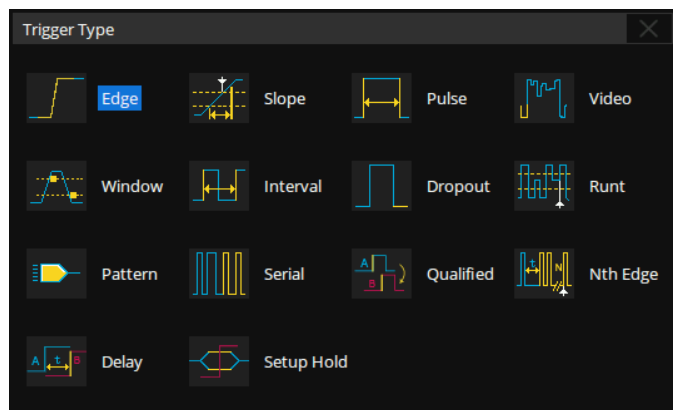 Trigger Type
Edge
Slope
Pulse
Video
Window
Interval
Dropout
Runt
Pattern
Serial
A
B
Qualified
t
N
Nth Edge
A
t
B
Delay
Setup Hold